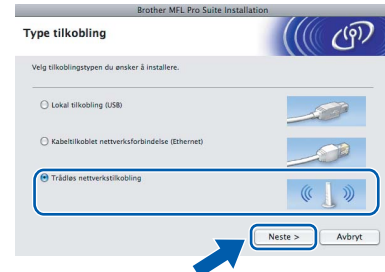 Brother MFL Pro Suite Installation
Type tilkobling
Velg tilkoblingstypen du ønsker å installere.
Lokal tilkobling (USB)
Kabeltilkoblet nettverksforbindelse (Ethernet)
Trådløs nettverkstilkobling
Neste > Avbryt